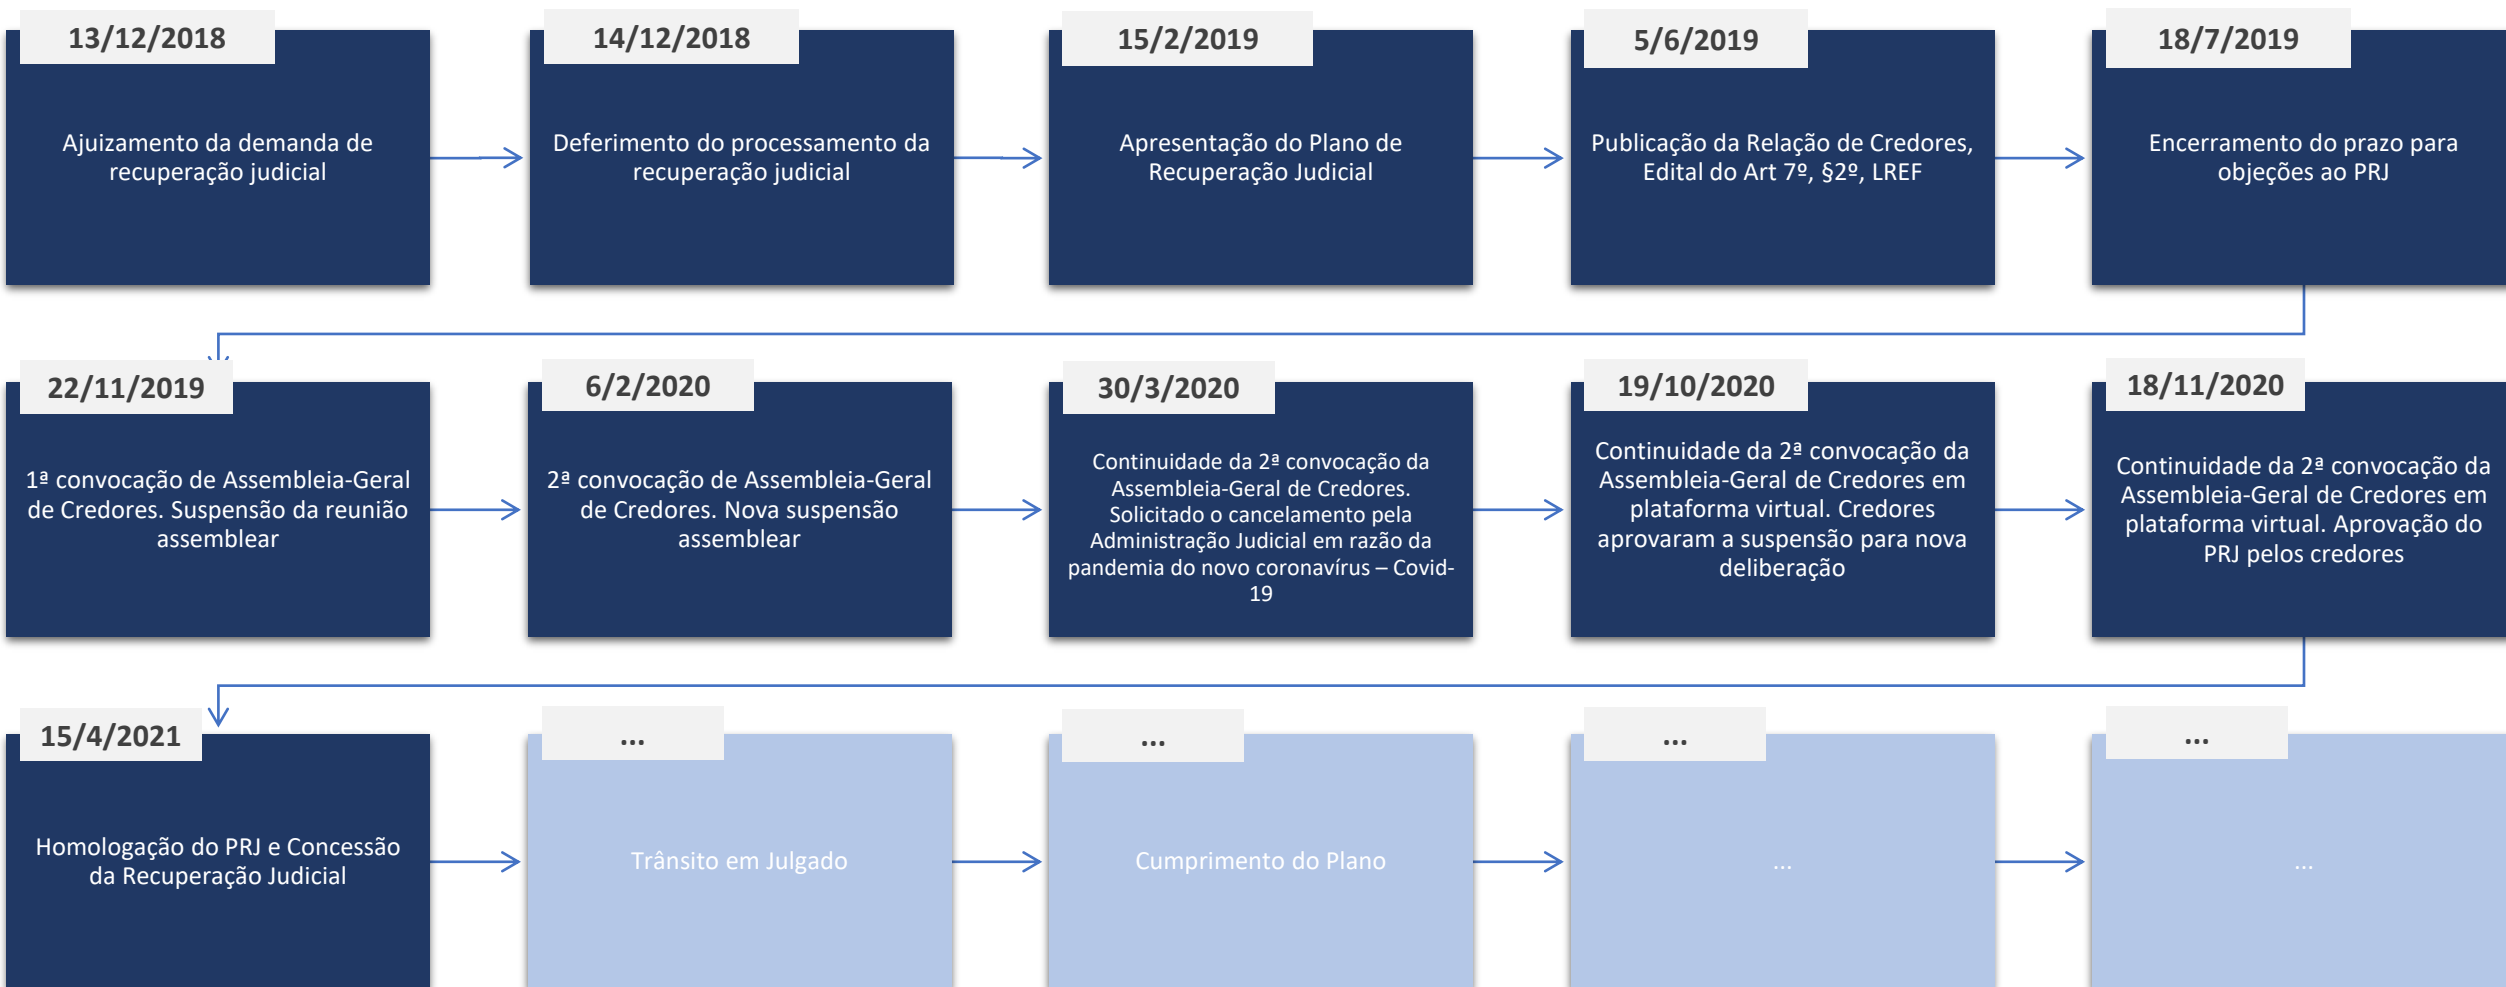 13/12/2018
Ajuizamento da demanda de
recuperação judicial
14/12/2018
Deferimento do processamento da
recuperação judicial
15/2/2019
Apresentação do Plano de
Recuperação Judicial
5/6/2019
Publicação da Relação de Credores,
Edital do Art 7º, §2º, LREF
18/7/2019
Encerramento do prazo para
objeções ao PRJ
22/11/2019
1ª convocação de Assembleia-Geral
de Credores. Suspensão da reunião
assemblear
6/2/2020
2ª convocação de Assembleia-Geral
de Credores. Nova suspensão
assemblear
30/3/2020
Continuidade da 2ª convocação da
Assembleia-Geral de Credores.
Solicitado o cancelamento pela
Administração Judicial em razão da
pandemia do novo coronavírus – Covid-
19
19/10/2020
Continuidade da 2ª convocação da
Assembleia-Geral de Credores em
plataforma virtual. Credores
aprovaram a suspensão para nova
deliberação
18/11/2020
Continuidade da 2ª convocação da
Assembleia-Geral de Credores em
plataforma virtual. Aprovação do
PRJ pelos credores
15/4/2021
Homologação do PRJ e Concessão
da Recuperação Judicial
...
Trânsito em Julgado
...
Cumprimento do Plano
...
...
...
...